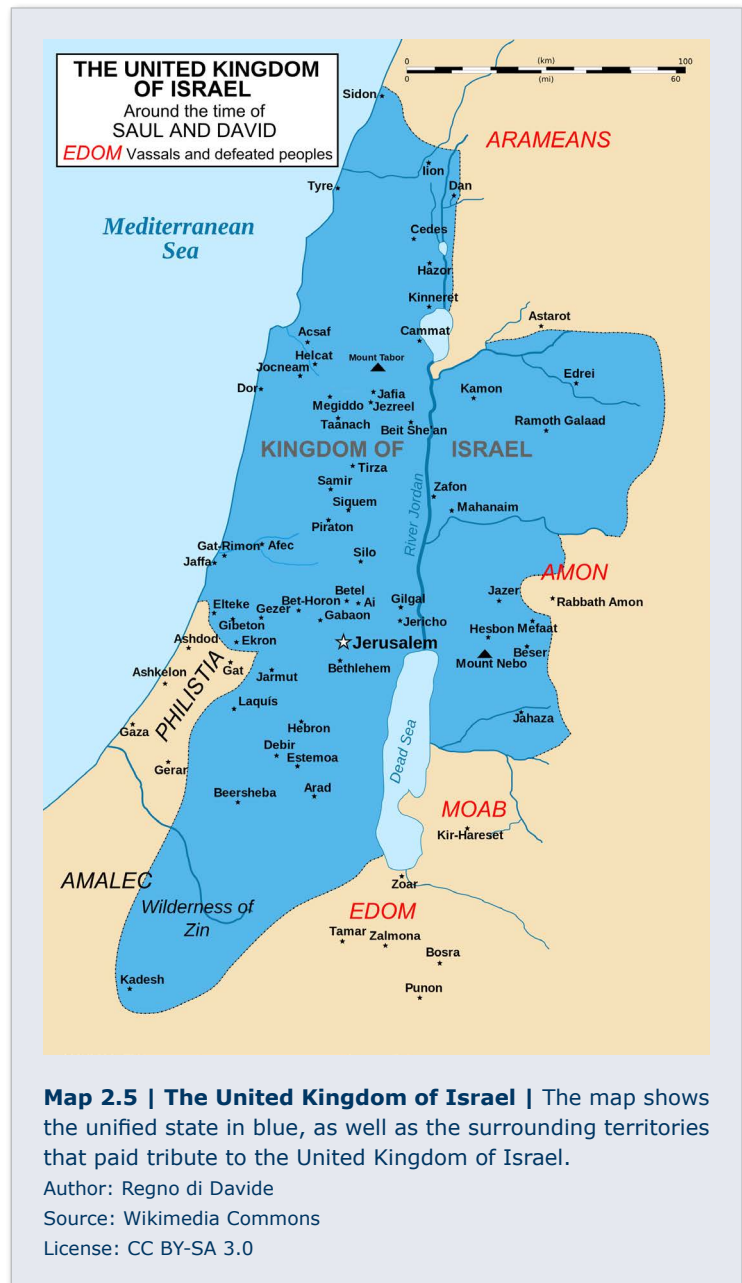 THE UNITED KINGDOM
OF ISRAEL
Around the time of
SAUL AND DAVID
EDOM Vassals and defeated peoples
0 (km) 100
0 (mi) 60
Sidon
ARAMEANS
Iion
Tyre
Dan
Mediterranean
Sea
Cedes
Hazor
Kinneret
Astarot
Acsaf
Cammat
Helcat
Mount Tabor
Jocneam
Edrei
Dor
Jafia
Kamon
Megiddo
Jezreel
Taanach
Beit She'an
Ramoth Galaad
KINGDOM OF ISRAEL
Tirza
Samir
Zafon
Siquem
Mahanaim
Piraton
River Jordan
Gat-Rimon
Afec
Silo
Jaffa
AMON
Betel
Jazer
Rabbath Amon
Elteke
Gezer
Bet-Horon
Ai
Gilgal
Gibeton
Gabaon
Jericho
Hesbon
Mefaat
Ashdod
Ekron
Jerusalem
Beser
Gat
Bethlehem
Mount Nebo
Ashkelon
Jarmut
PHILISTIA
Laquís
Jahaza
Gaza
Hebron
Dead Sea
Debir
Gerar
Estemoa
Beersheba
Arad
MOAB
Kir-Hareset
AMALEC
Zoar
Wilderness of
Zin
EDOM
Tamar
Zalmona
Bosra
Kadesh
Punon
Map 2.5 | The United Kingdom of Israel | The map shows
the unified state in blue, as well as the surrounding territories
that paid tribute to the United Kingdom of Israel.
Author: Regno di Davide
Source: Wikimedia Commons
License: CC BY-SA 3.0